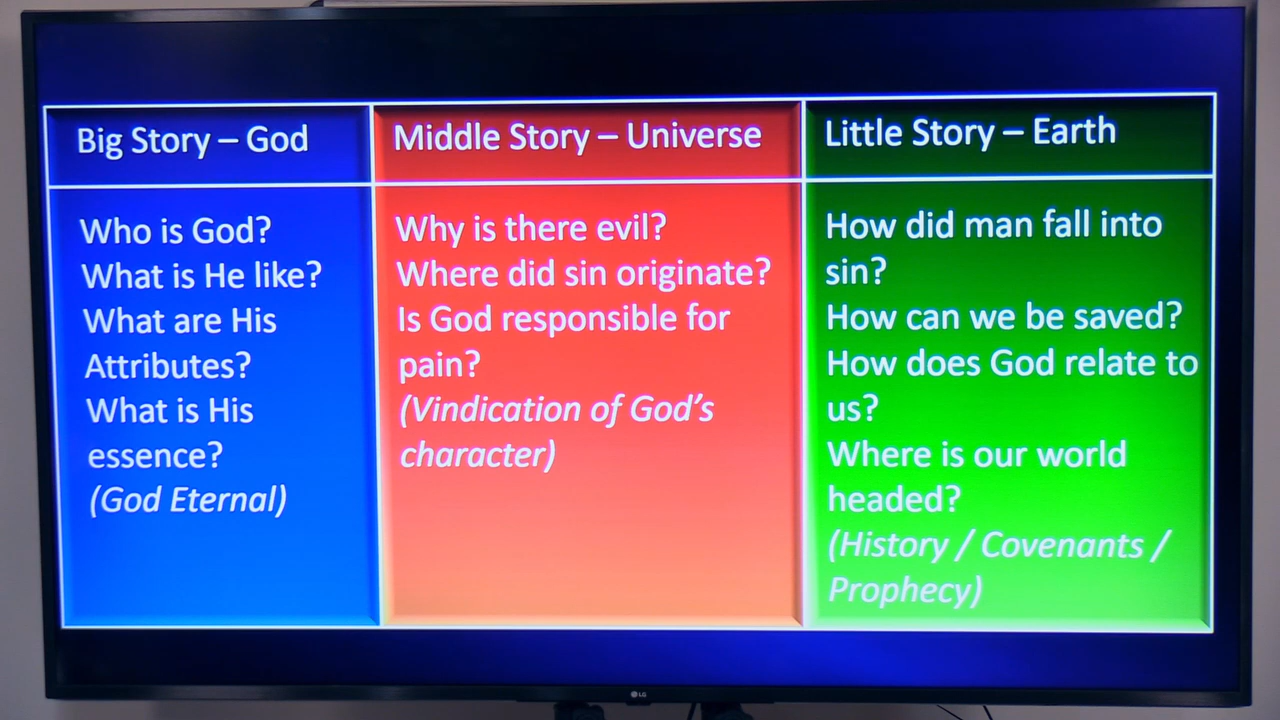 Big Story – God
Who is God?
What is He like?
What are His
Attributes?
What is His
essence?
(God Eternal)
Middle Story – Universe
Why is there evil?
Where did sin originate?
Is God responsible for
pain?
(Vindication of God's
character)
Little Story – Earth
How did man fall into
sin?
How can we be saved?
How does God relate to
us?
Where is our world
headed?
(History / Covenants /
Prophecy)
LG